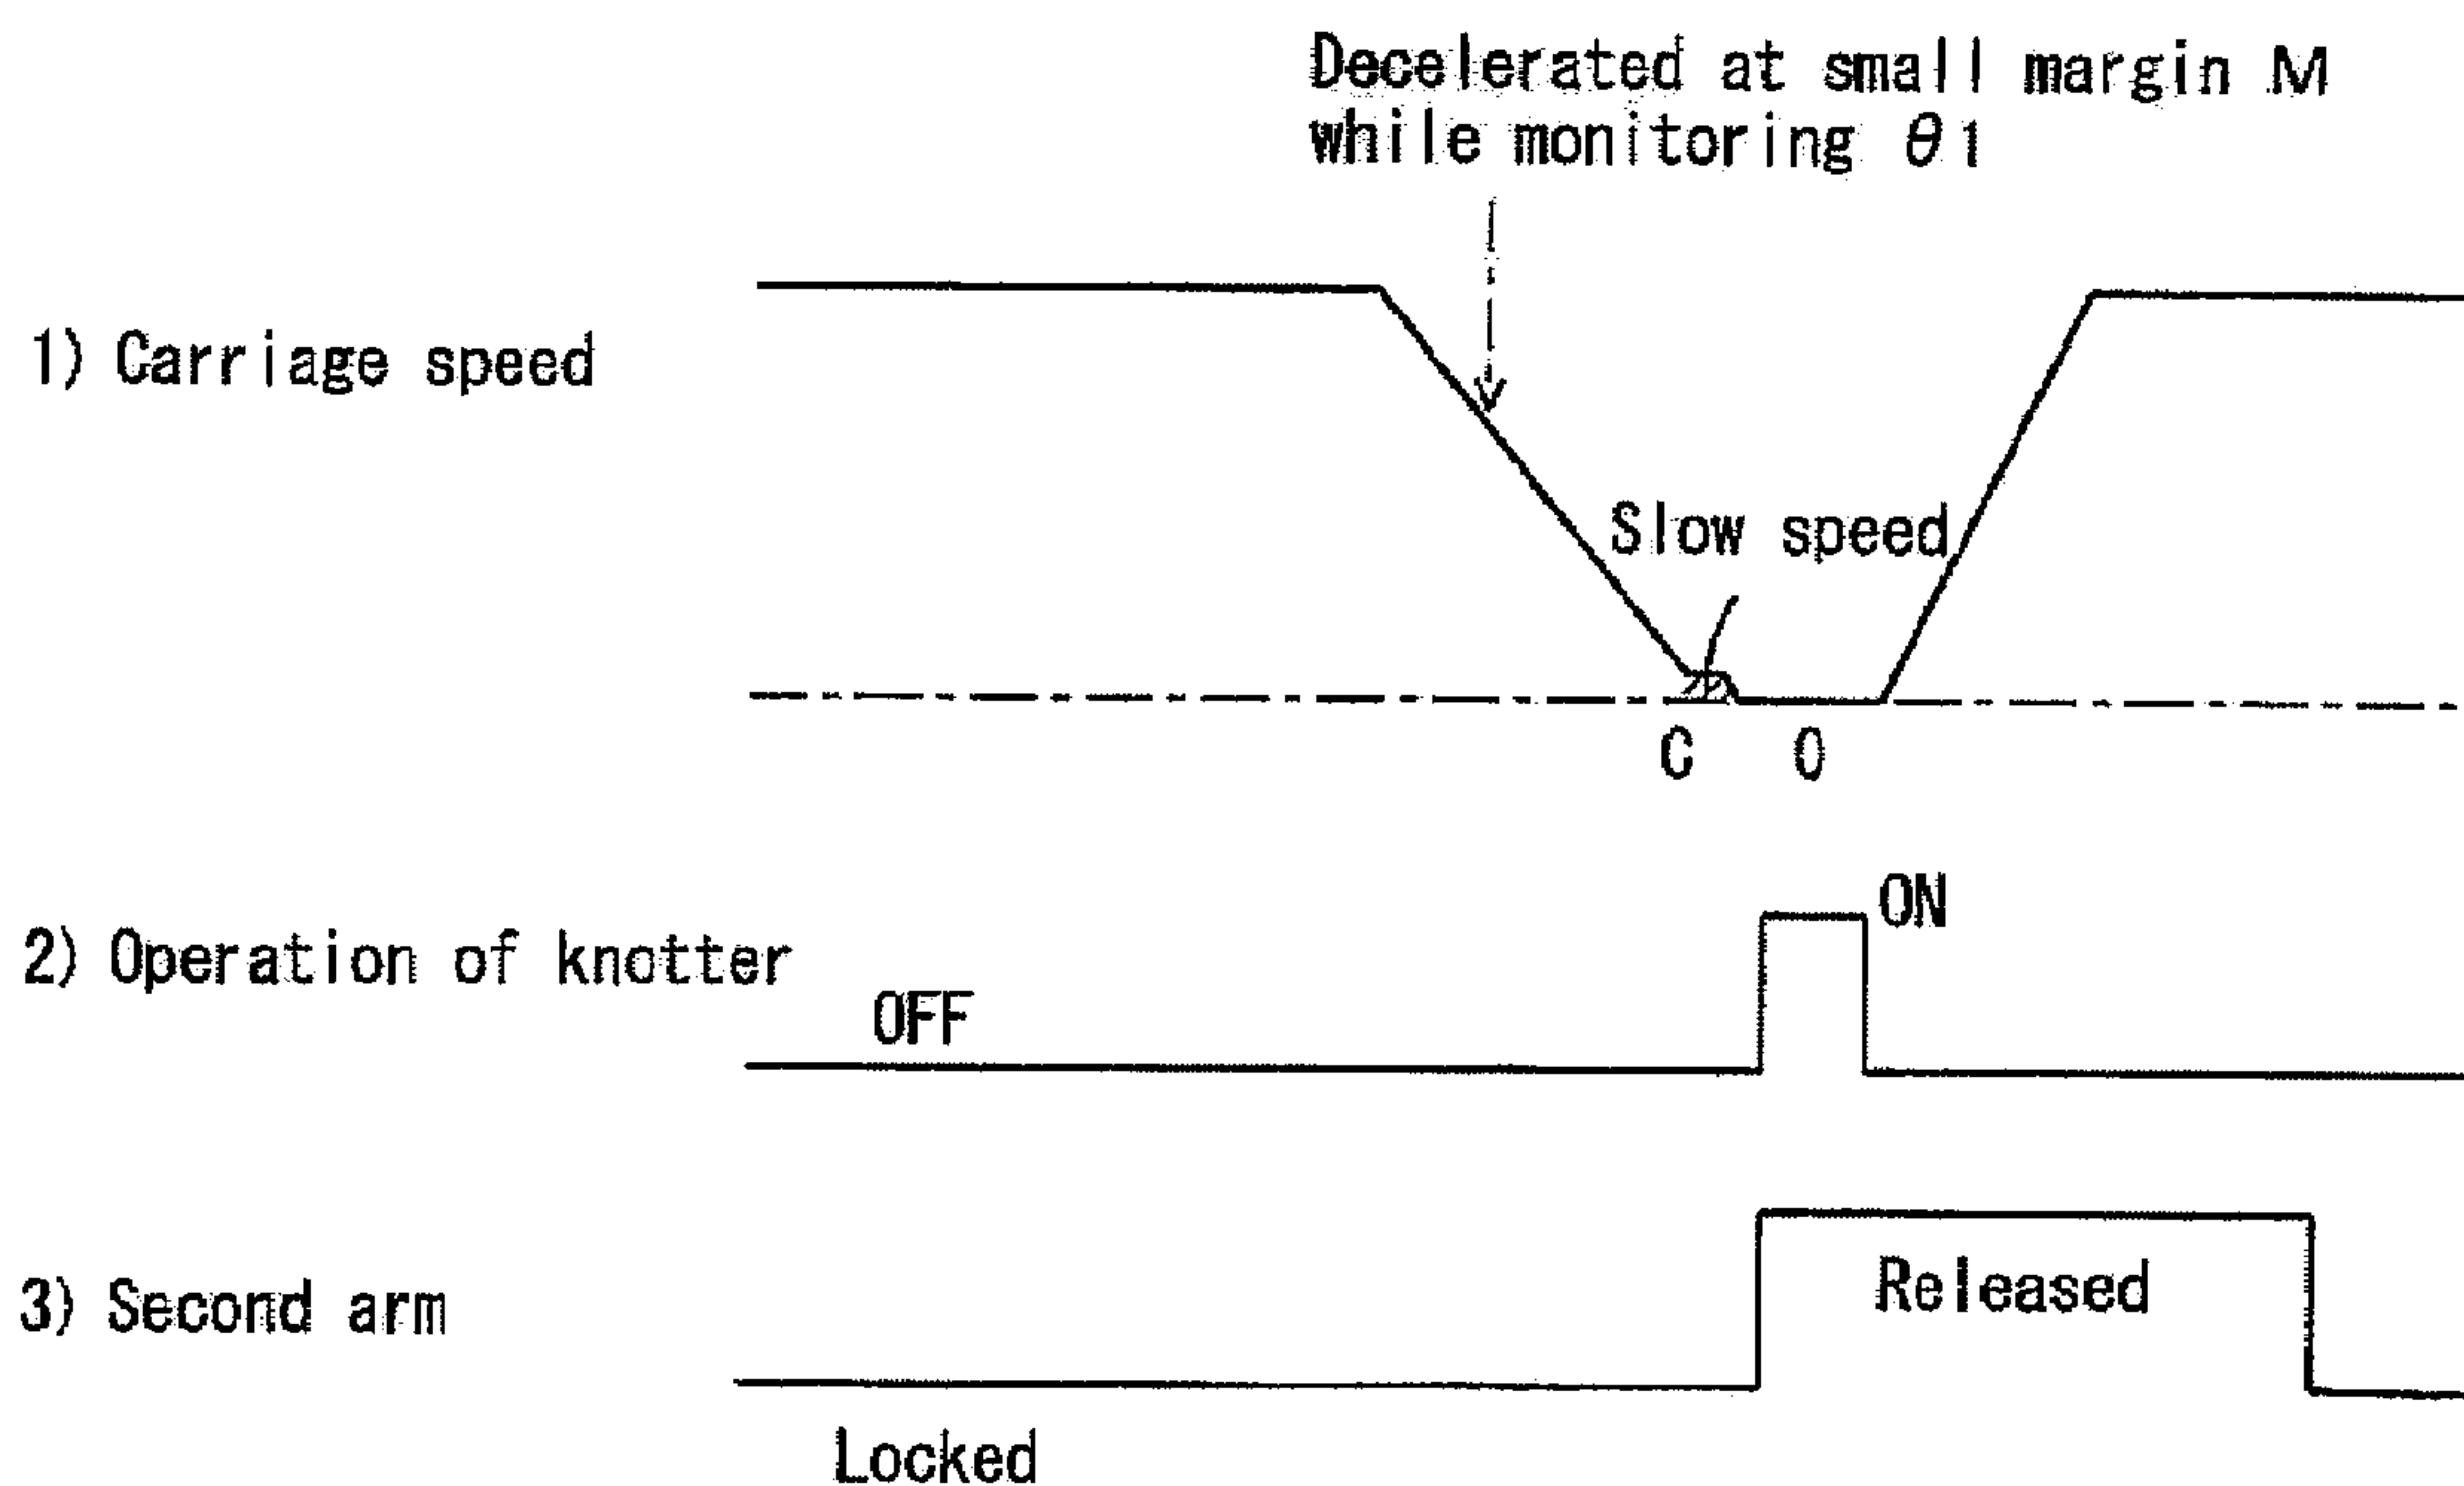 Decelerated at small margin M
while monitoring θ1
1) Carriage speed
Slow speed
C O
2) Operation of knotter
ON
OFF
3) Second arm
Released
Locked